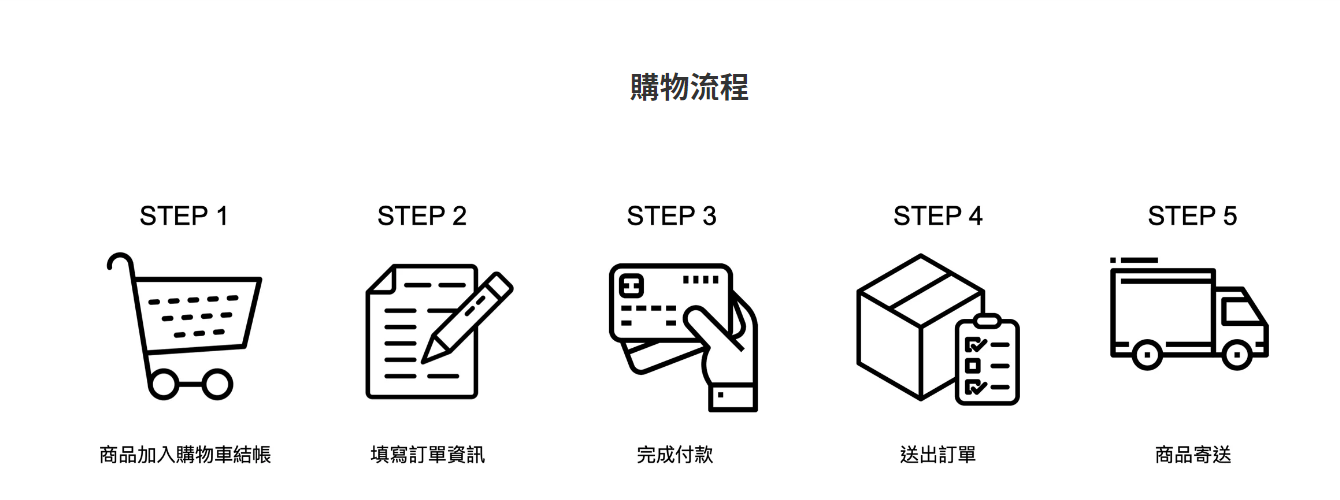 購物流程
STEP 1
STEP 2
STEP 3
STEP 4
STEP 5
商品加入購物車結帳
填寫訂單資訊
完成付款
送出訂單
商品寄送